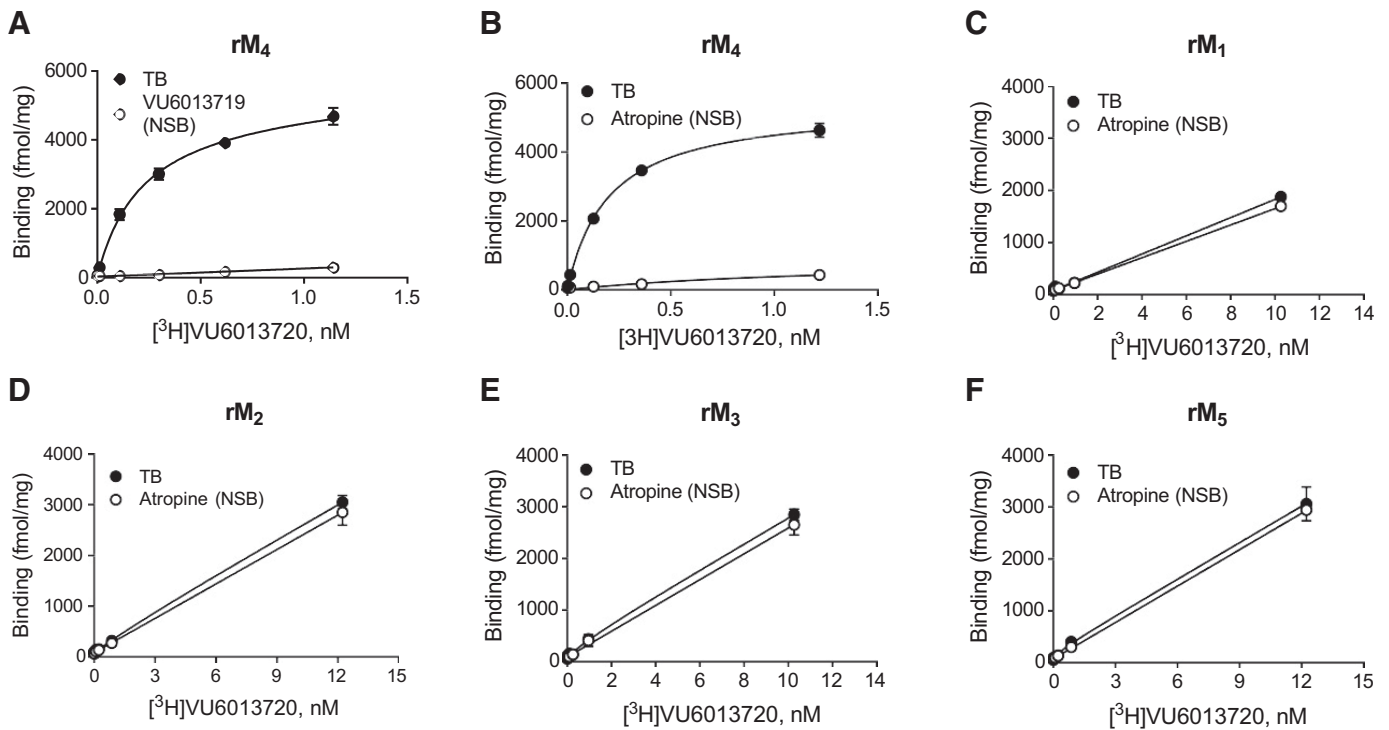 A
rM₄
6000
4000
2000
0
Binding (fmol/mg)
TB
VU6013719
(NSB)
0.0 0.5 1.0 1.5
[³H]VU6013720, nM
B
rM₄
6000
4000
2000
0
Binding (fmol/mg)
TB
Atropine (NSB)
0.0 0.5 1.0 1.5
[3H]VU6013720, nM
C
rM₁
4000
3000
2000
1000
0
Binding (fmol/mg)
TB
Atropine (NSB)
0 2 4 6 8 10 12 14
[³H]VU6013720, nM
D
rM₂
4000
3000
2000
1000
0
Binding (fmol/mg)
TB
Atropine (NSB)
0 3 6 9 12 15
[³H]VU6013720, nM
E
rM₃
4000
3000
2000
1000
0
Binding (fmol/mg)
TB
Atropine (NSB)
0 2 4 6 8 10 12 14
[³H]VU6013720, nM
F
rM₅
4000
3000
2000
1000
0
Binding (fmol/mg)
TB
Atropine (NSB)
0 3 6 9 12 15
[³H]VU6013720, nM